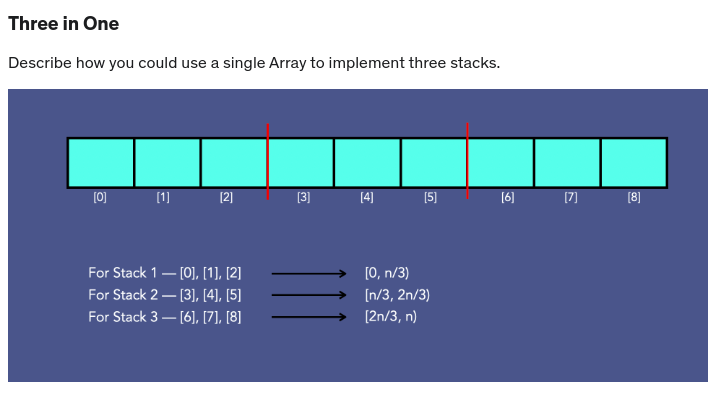 Three in One
Describe how you could use a single Array to implement three stacks.
[0] [1] [2] [3] [4] [5] [6] [7] [8]
For Stack 1 — [0], [1], [2] [0, n/3)
For Stack 2 — [3], [4], [5] [n/3, 2n/3)
For Stack 3 — [6], [7], [8] [2n/3, n)